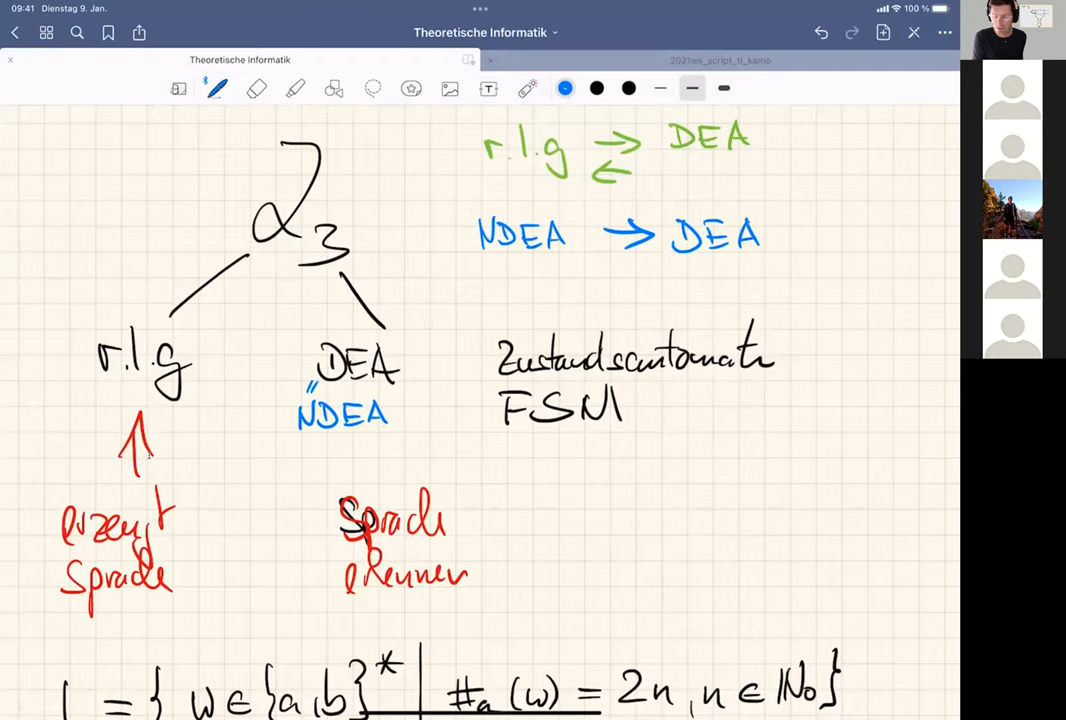 09:41 Dienstag 9. Jan.
100 %
Theoretische Informatik
Theoretische Informatik
2021ws_script_ti_kamo
T
r.l.g → DEA
←
NDEA → DEA
L3
r.l.g
DEA
"
NDEA
Zustandsautomat
FSM
erzeugt
Sprache
Sprache
erkennen
L = { w ∈ {a,b}* | #a(w) = 2n, n ∈ N0 }